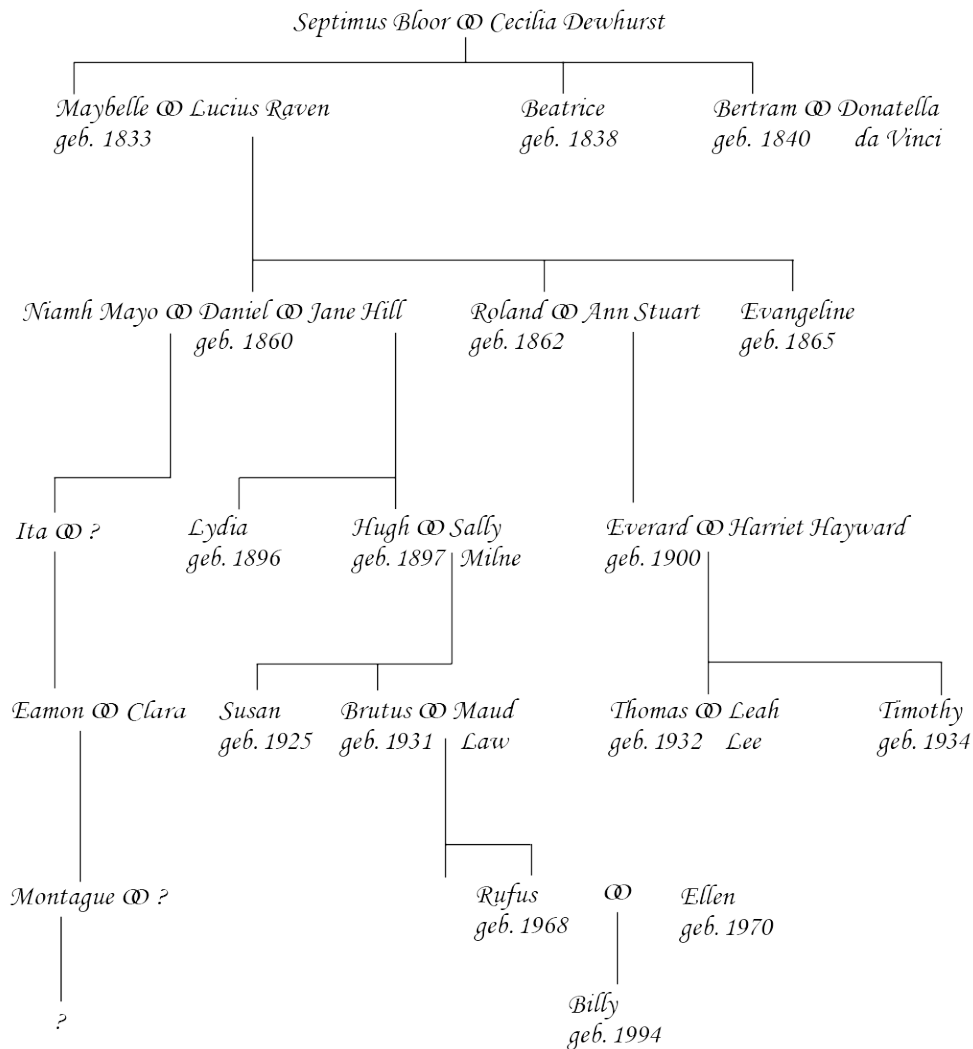 Septimus Bloor ꝏ Cecilia Dewhurst
Maybelle ꝏ Lucius Raven
geb. 1833
Beatrice
geb. 1838
Bertram ꝏ Donatella
geb. 1840 da Vinci
Niamh Mayo ꝏ Daniel ꝏ Jane Hill
geb. 1860
Roland ꝏ Ann Stuart
geb. 1862
Evangeline
geb. 1865
Ita ꝏ ?
Lydia
geb. 1896
Hugh ꝏ Sally
geb. 1897 Milne
Everard ꝏ Harriet Hayward
geb. 1900
Eamon ꝏ Clara
Susan
geb. 1925
Brutus ꝏ Maud
geb. 1931 Law
Thomas ꝏ Leah
geb. 1932 Lee
Timothy
geb. 1934
Montague ꝏ ?
Rufus ꝏ Ellen
geb. 1968 geb. 1970
?
Billy
geb. 1994